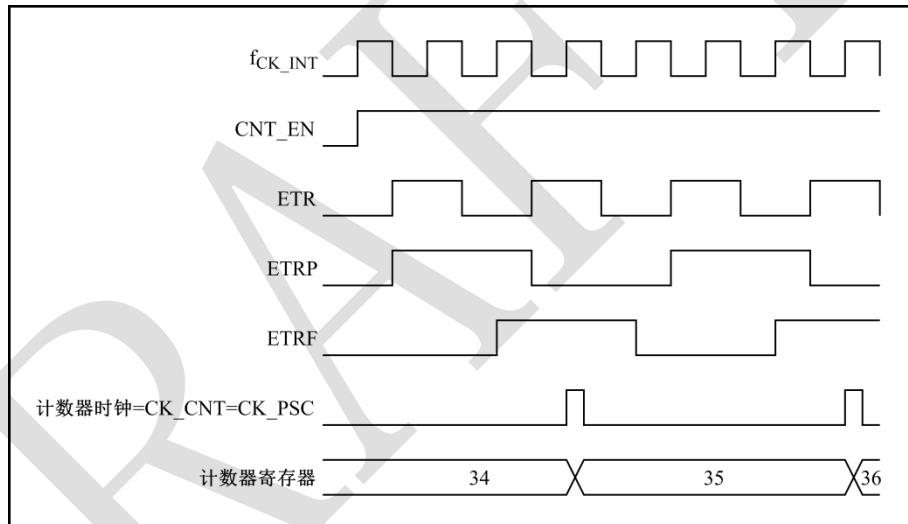 fCK_INT
CNT_EN
ETR
ETRP
ETRF
计数器时钟=CK_CNT=CK_PSC
计数器寄存器 34 35 36
RAF